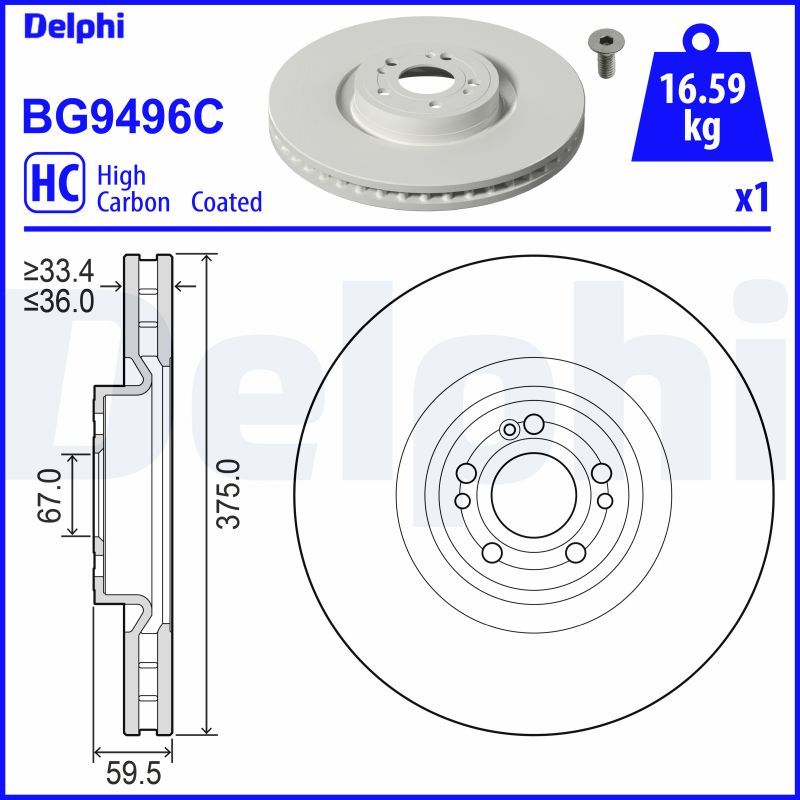 Delphi
BG9496C
HC High
Carbon Coated
16.59
kg
x1
≥33.4
≤36.0
67.0
375.0
59.5
Delphi